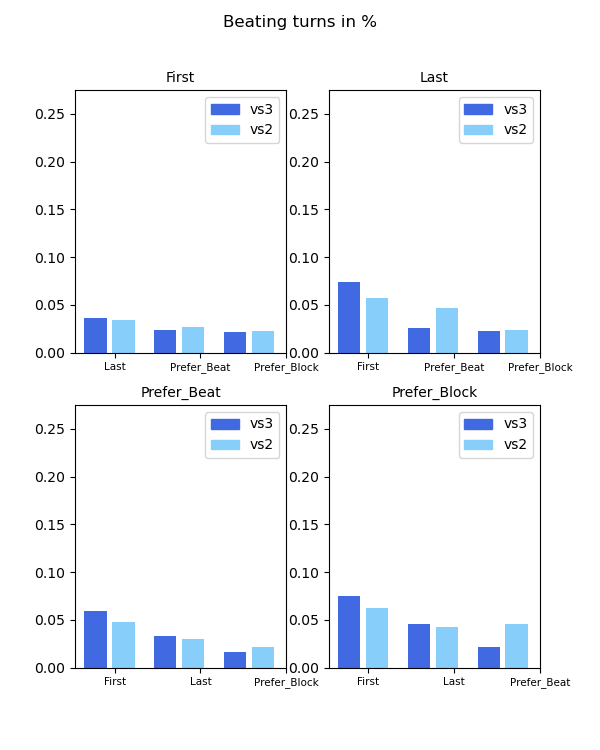 Beating turns in %
First
0.25
0.20
0.15
0.10
0.05
0.00
vs3
vs2
Last Prefer_Beat Prefer_Block
Last
0.25
0.20
0.15
0.10
0.05
0.00
vs3
vs2
First Prefer_Beat Prefer_Block
Prefer_Beat
0.25
0.20
0.15
0.10
0.05
0.00
vs3
vs2
First Last Prefer_Block
Prefer_Block
0.25
0.20
0.15
0.10
0.05
0.00
vs3
vs2
First Last Prefer_Beat